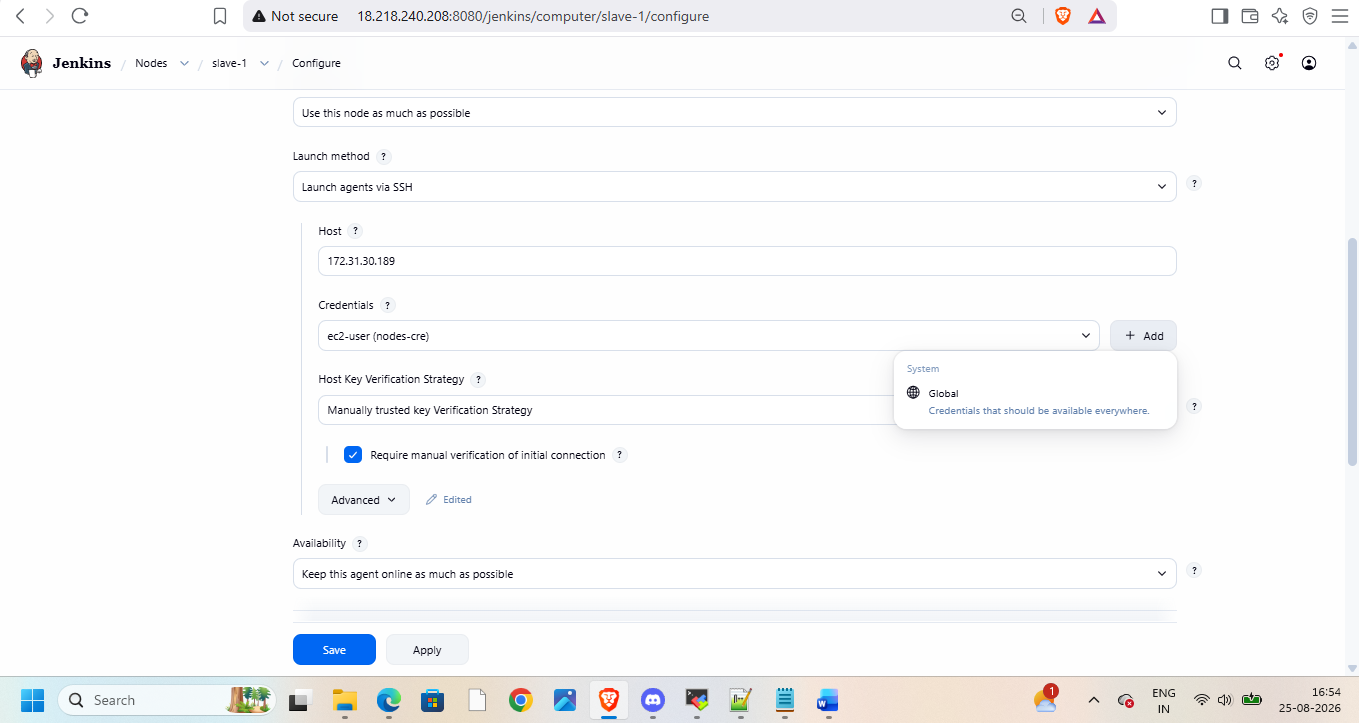 Not secure 18.218.240.208:8080/jenkins/computer/slave-1/configure
Jenkins / Nodes / slave-1 / Configure
Use this node as much as possible
Launch method ?
Launch agents via SSH
?
Host ?
172.31.30.189
Credentials ?
ec2-user (nodes-cre)
+ Add
System
Global
Credentials that should be available everywhere.
Host Key Verification Strategy ?
Manually trusted key Verification Strategy
?
Require manual verification of initial connection ?
Advanced
Edited
Availability ?
Keep this agent online as much as possible
?
Save Apply
Search
1
ENG
IN
16:54
25-08-2026